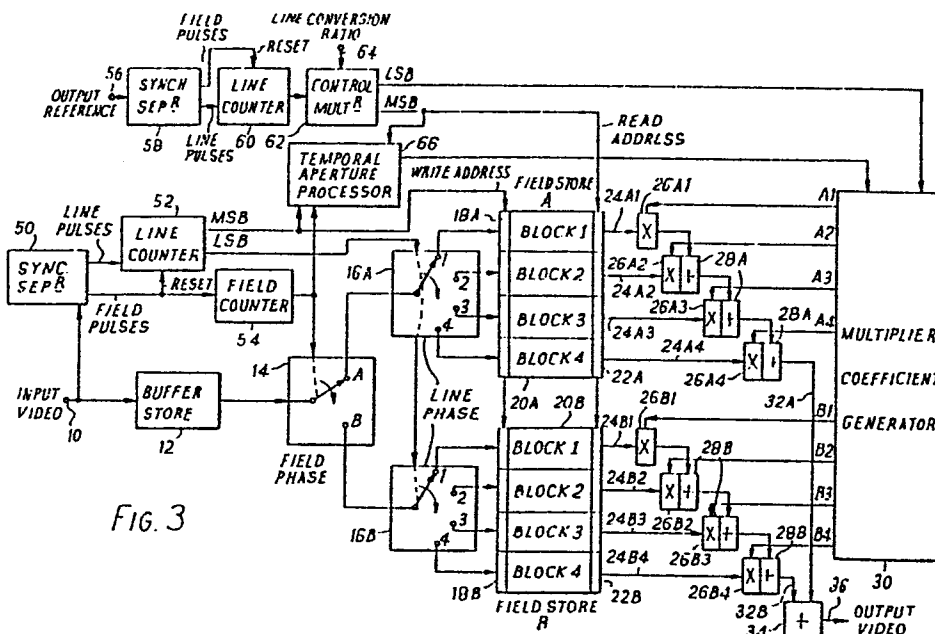 FIELD PULSES
RESET
LINE CONVERSION RATIO
64
56
OUTPUT REFERENCE
SYNCH SEPR
58
LINE PULSES
LINE COUNTER
60
CONTROL MULTR
62
LSB
MSB
READ ADDRESS
66
TEMPORAL APERTURE PROCESSOR
WRITE ADDRESS
50
LINE PULSES
52
LINE COUNTER
MSB
LSB
SYNC SEPR
RESET
FIELD PULSES
FIELD COUNTER
54
INPUT VIDEO
10
BUFFER STORE
12
14
A
B
FIELD PHASE
16A
1
2
3
4
LINE PHASE
16B
1
2
3
4
FIELD STORE A
18A
BLOCK 1
BLOCK 2
BLOCK 3
BLOCK 4
20A
22A
20B
BLOCK 1
BLOCK 2
BLOCK 3
BLOCK 4
18B
22B
FIELD STORE B
24A1
26A1
X
A1
26A2
X +
28A
A2
24A2
26A3
X +
A3
24A3
28A
A4
24A4
26A4
X +
32A
24B1
26B1
X
B1
28B
B2
24B2
X +
26B2
B3
24B3
X +
26B3
28B
B4
24B4
X +
26B4
32B
MULTIPLIER COEFFICIENT GENERATOR
30
+
34
36
OUTPUT VIDEO
FIG. 3